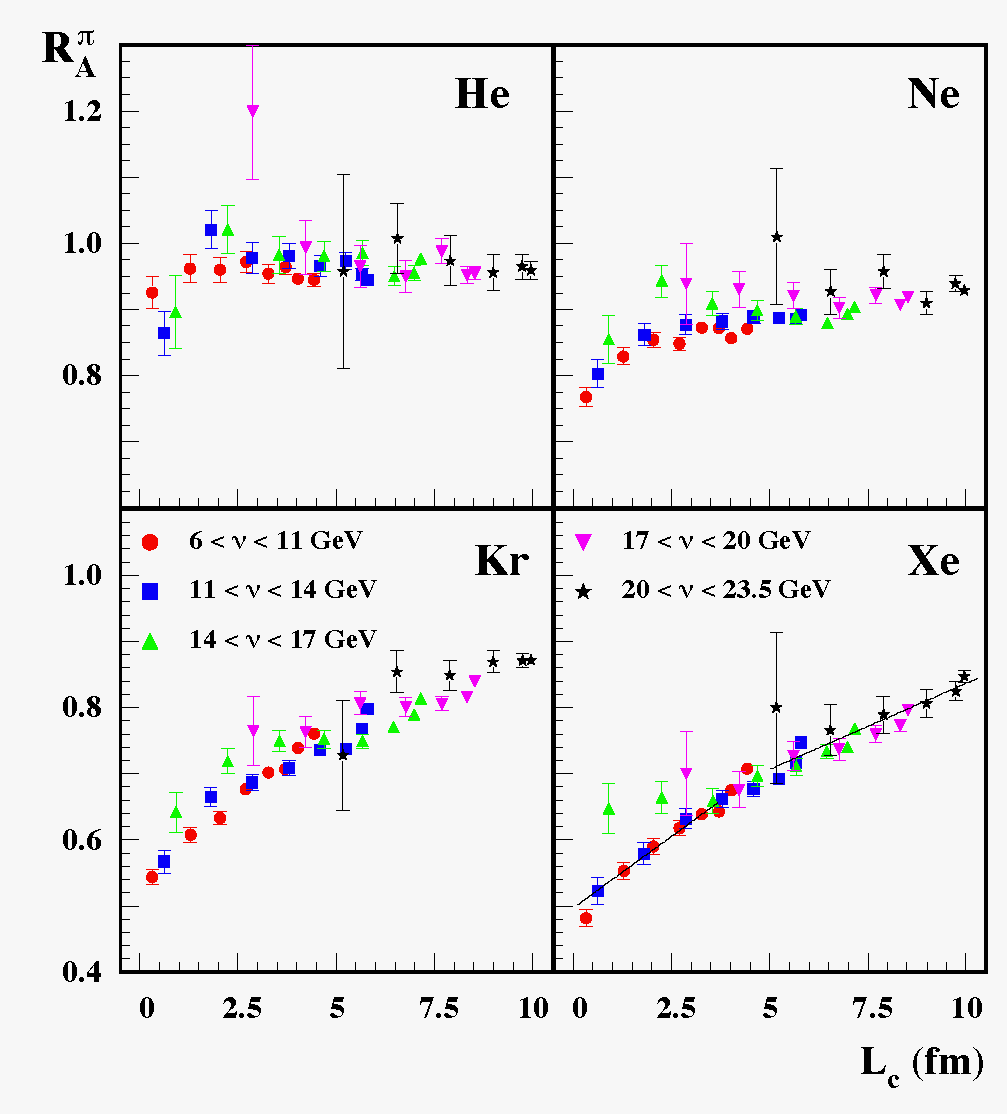 R_A^π
He
Ne
1.2
1.0
0.8
6 < ν < 11 GeV
17 < ν < 20 GeV
Kr
Xe
1.0
11 < ν < 14 GeV
20 < ν < 23.5 GeV
14 < ν < 17 GeV
0.8
0.6
0.4
0 2.5 5 7.5 0 2.5 5 7.5 10
L_c (fm)